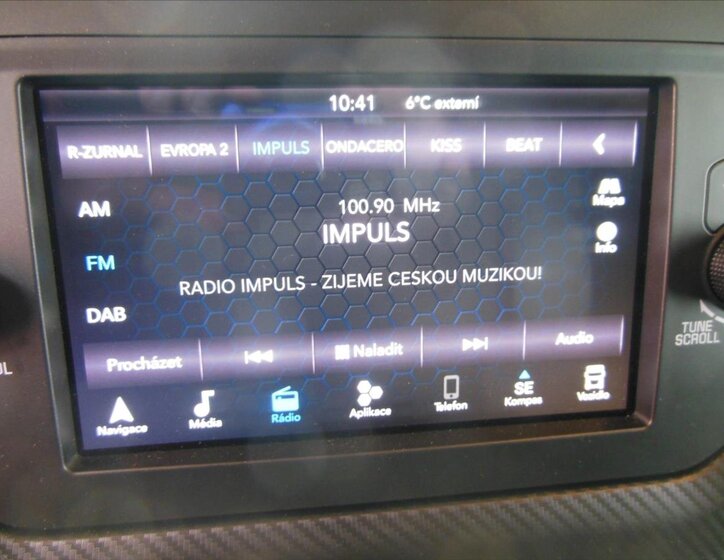 10:41 6°C externí
R-ZURNAL EVROPA 2 IMPULS ONDACERO KISS BEAT
AM
100.90 MHz
Mapa
IMPULS
Info
FM
RADIO IMPULS - ZIJEME CESKOU MUZIKOU!
DAB
TUNE
SCROLL
Procházet Naladit Audio
Navigace Média Rádio Aplikace Telefon SE Kompas Vozidlo